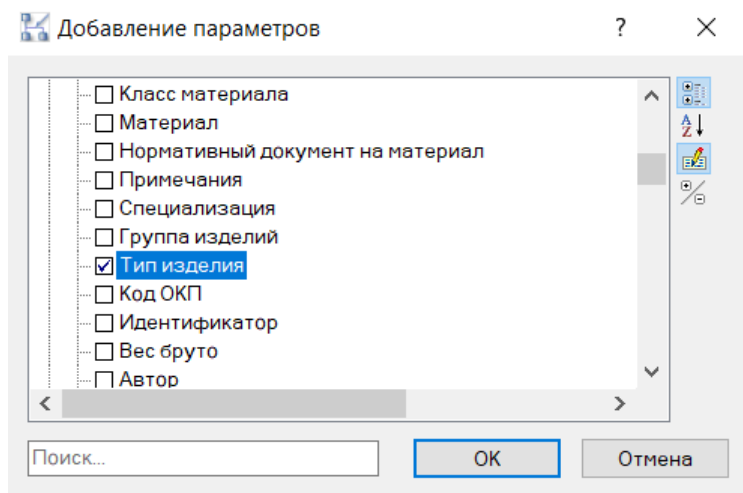 Добавление параметров
Класс материала
Материал
Нормативный документ на материал
Примечания
Специализация
Группа изделий
Тип изделия
Код ОКП
Идентификатор
Вес бруто
Автор
Поиск...
OK
Отмена